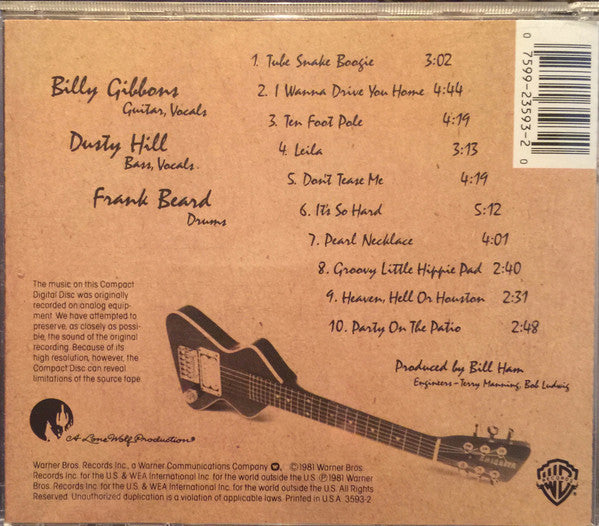 Billy Gibbons
Guitar, Vocals
Dusty Hill
Bass, Vocals
Frank Beard
Drums
1. Tube Snake Boogie 3:02
2. I Wanna Drive You Home 4:44
3. Ten Foot Pole 4:19
4. Leila 3:13
5. Don't Tease Me 4:19
6. It's So Hard 5:12
7. Pearl Necklace 4:01
8. Groovy Little Hippie Pad 2:40
9. Heaven, Hell Or Houston 2:31
10. Party On The Patio 2:48
Produced by Bill Ham
Engineers - Terry Manning, Bob Ludwig
0 7599-23593-2 0
The music on this Compact
Digital Disc was originally
recorded on analog equip-
ment. We have attempted to
preserve, as closely as possi-
ble, the sound of the original
recording. Because of its
high resolution, however, the
Compact Disc can reveal
limitations of the source tape.
A Lone Wolf Production
Warner Bros. Records Inc., a Warner Communications Company ©1981 Warner Bros.
Records Inc. for the U.S. & WEA International Inc. for the world outside the U.S. ℗1981 Warner
Bros. Records Inc. for the U.S. & WEA International Inc. for the world outside the U.S. All Rights
Reserved. Unauthorized duplication is a violation of applicable laws. Printed in U.S.A. 3593-2
WB
RECORDS